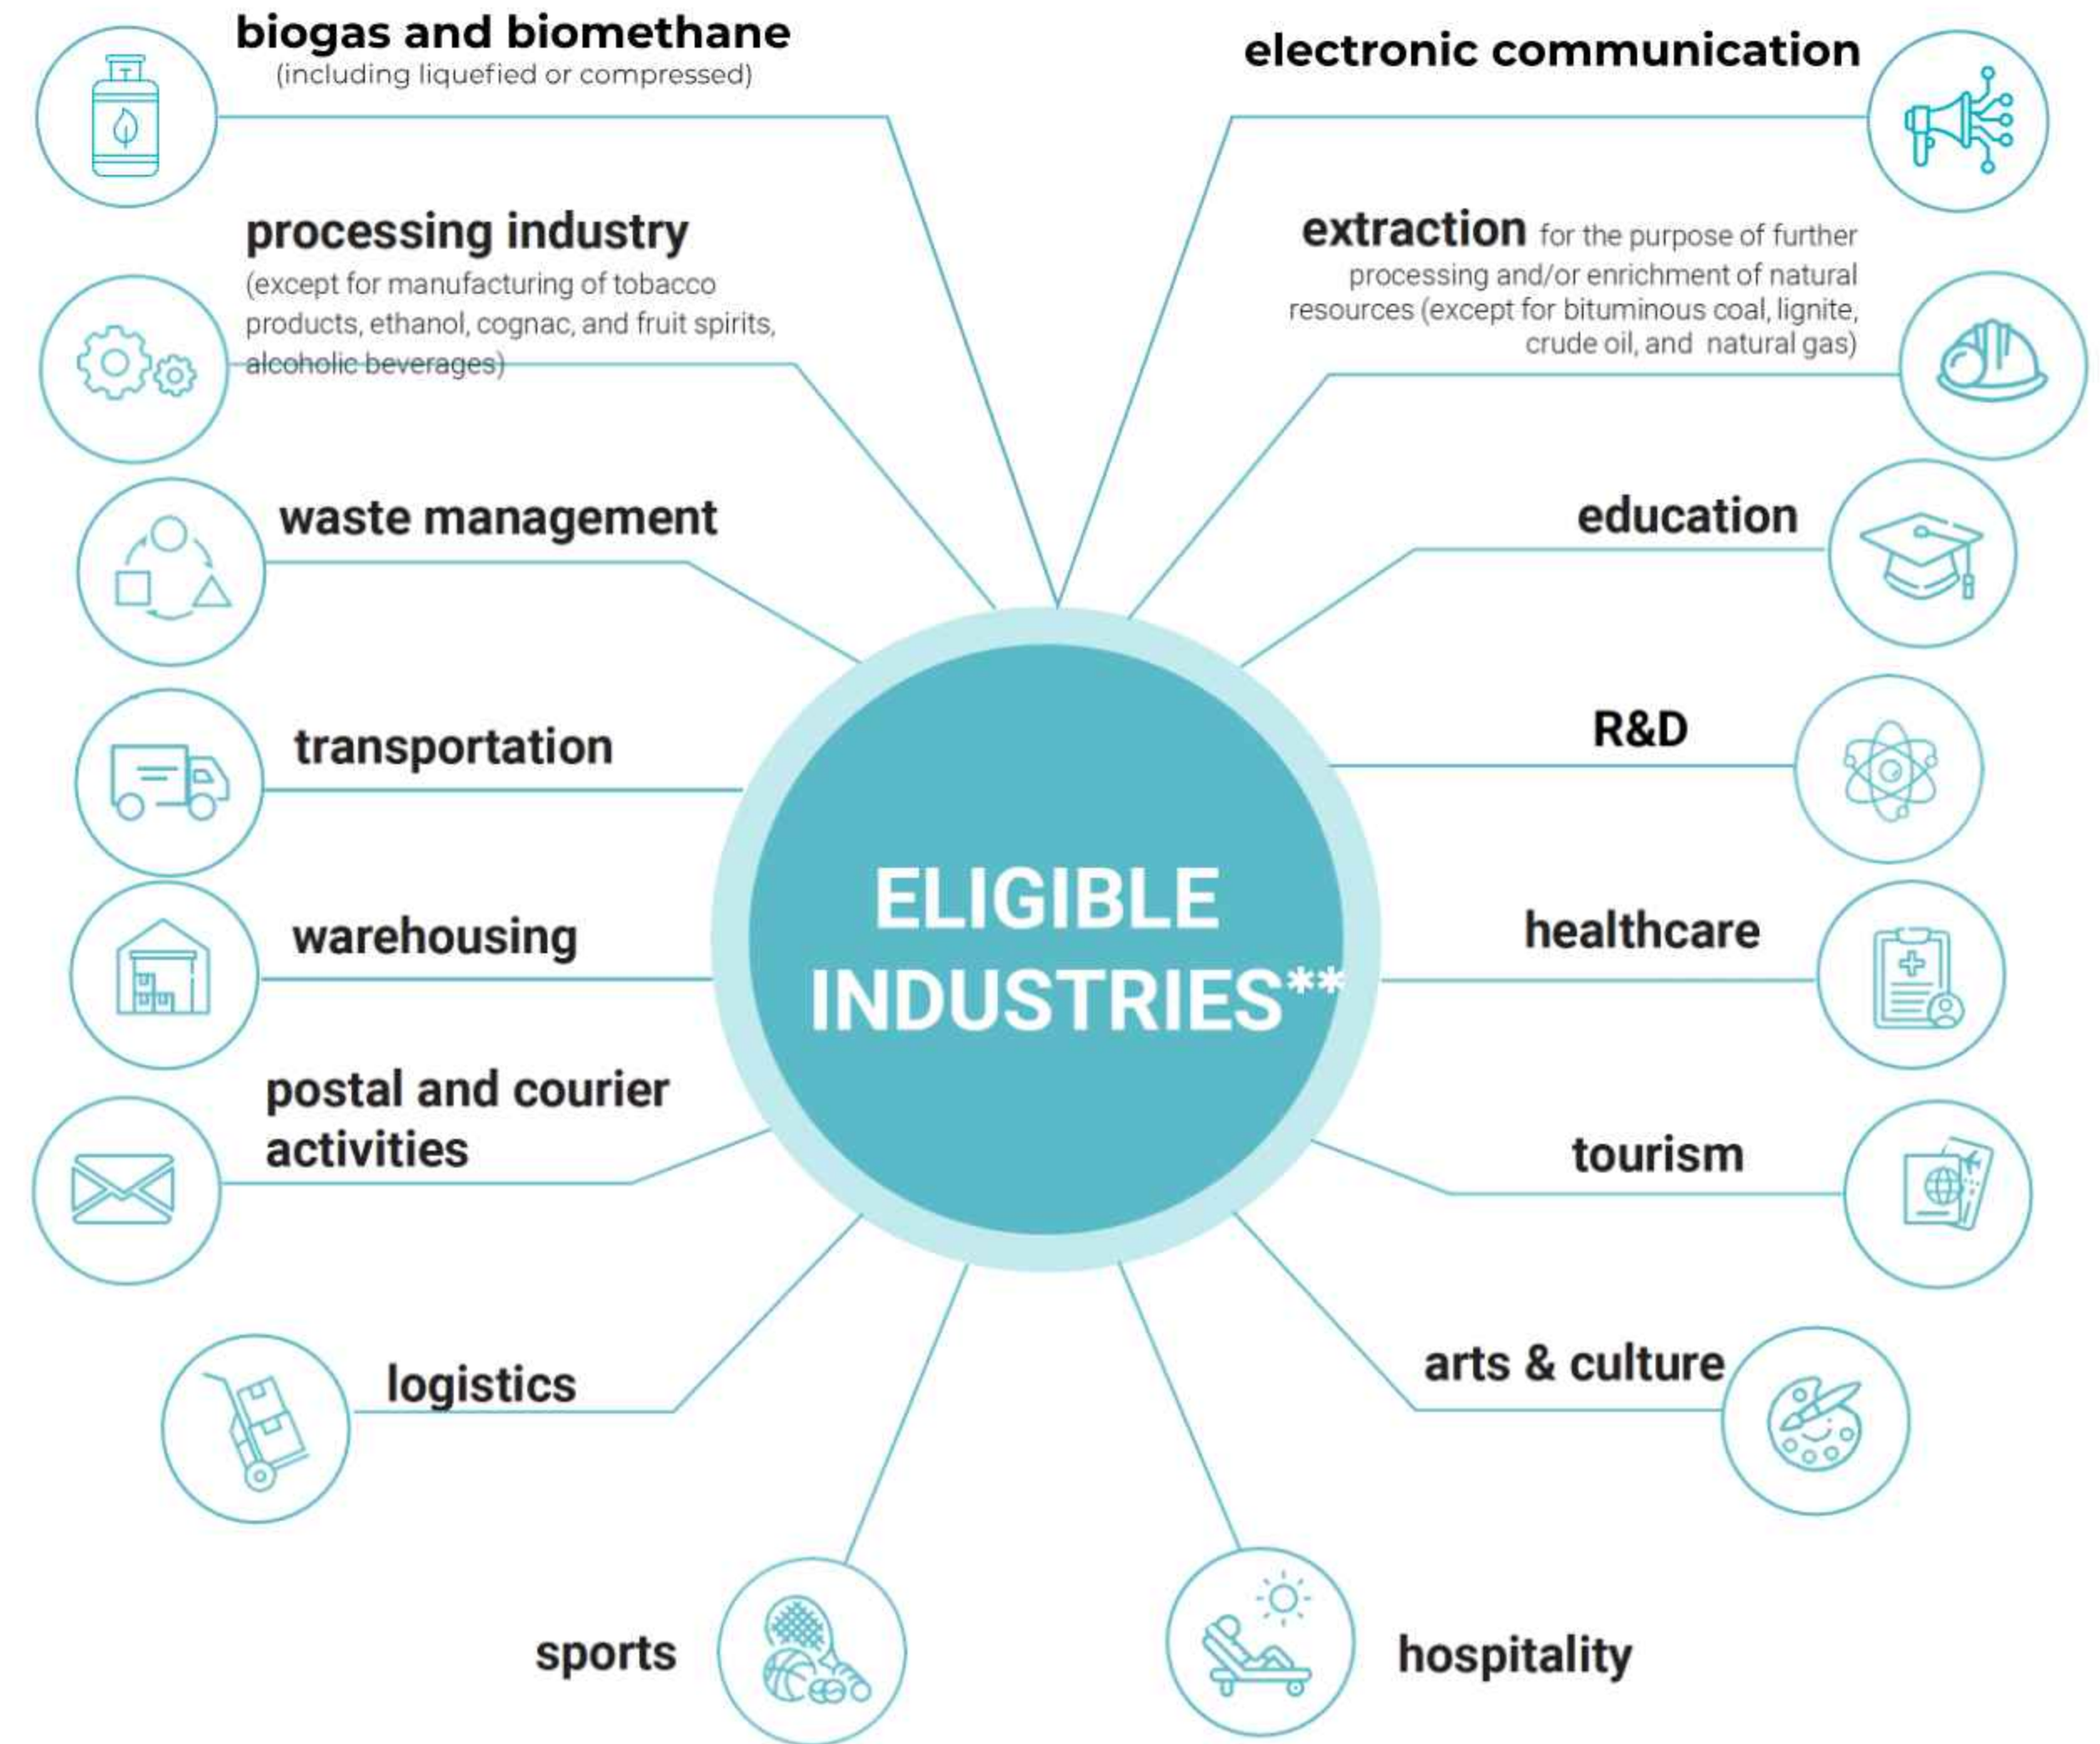 biogas and biomethane
(including liquefied or compressed)
electronic communication
processing industry
(except for manufacturing of tobacco
products, ethanol, cognac, and fruit spirits,
alcoholic beverages)
extraction for the purpose of further
processing and/or enrichment of natural
resources (except for bituminous coal, lignite,
crude oil, and natural gas)
waste management
education
transportation
R&D
ELIGIBLE
INDUSTRIES**
warehousing
healthcare
postal and courier
activities
tourism
logistics
arts & culture
sports
hospitality